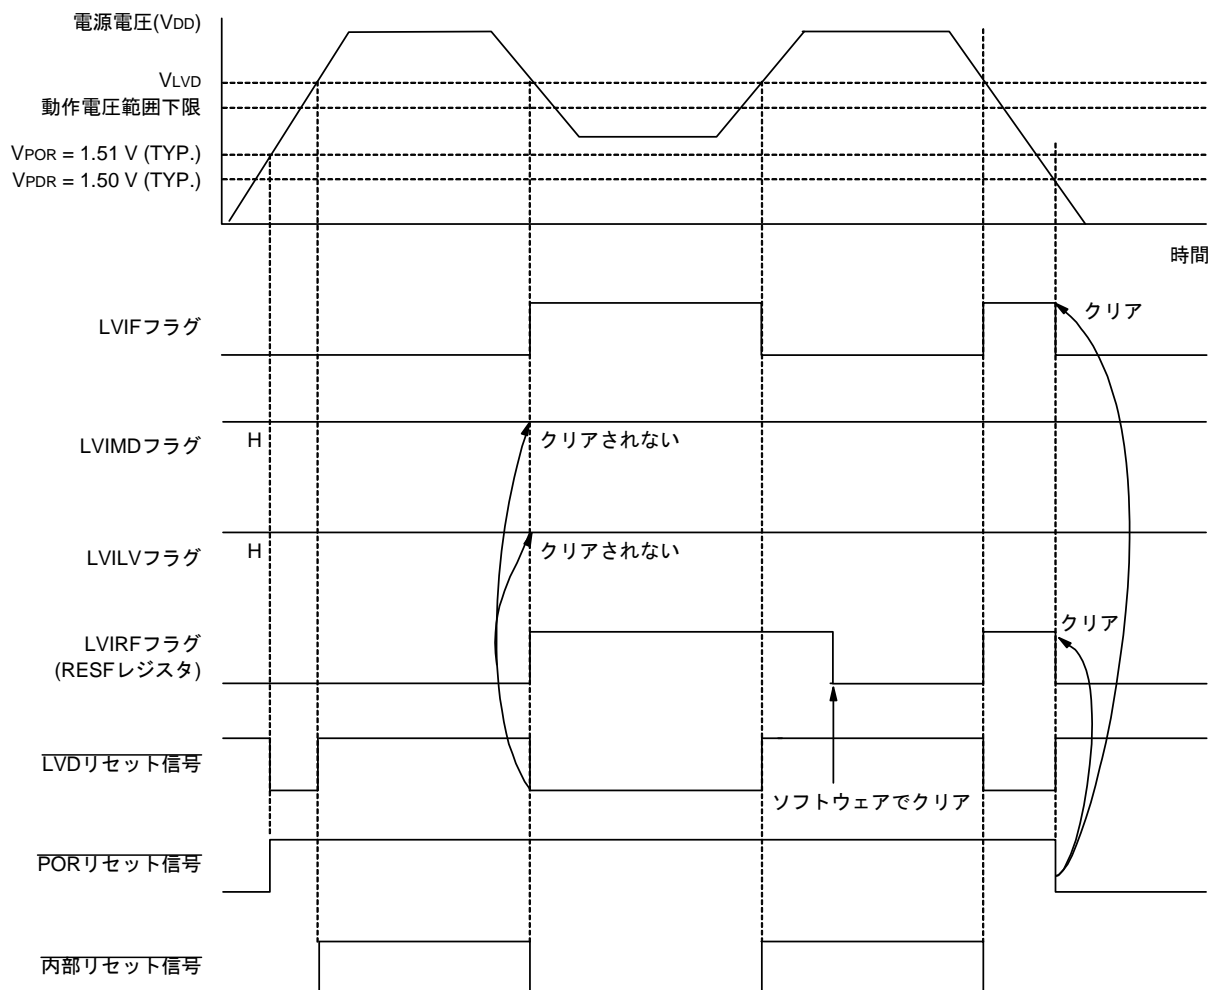 電源電圧(VDD)
VLVD
動作電圧範囲下限
VPOR = 1.51 V (TYP.)
VPDR = 1.50 V (TYP.)
時間
LVIFフラグ
クリア
LVIMDフラグ
H
クリアされない
LVILVフラグ
H
クリアされない
LVIRFフラグ
(RESFレジスタ)
クリア
LVDリセット信号
ソフトウェアでクリア
PORリセット信号
内部リセット信号